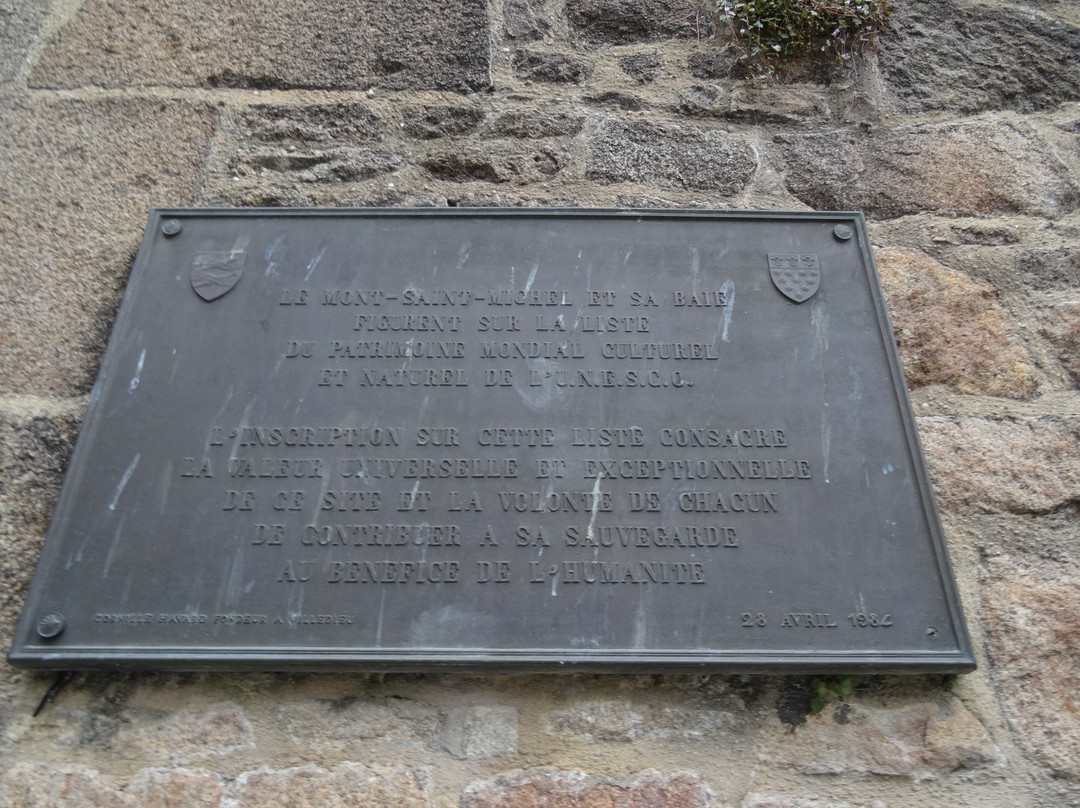 LE MONT-SAINT-MICHEL ET SA BAIE
FIGURENT SUR LA LISTE
DU PATRIMOINE MONDIAL CULTUREL
ET NATUREL DE L'U.N.E.S.C.O.
L'INSCRIPTION SUR CETTE LISTE CONSACRE
LA VALEUR UNIVERSELLE ET EXCEPTIONNELLE
DE CE SITE ET LA VOLONTE DE CHACUN
DE CONTRIBUER A SA SAUVEGARDE
AU BENEFICE DE L'HUMANITE
CORNILLE HAVARD FONDEUR A VILLEDIEU
28 AVRIL 1984